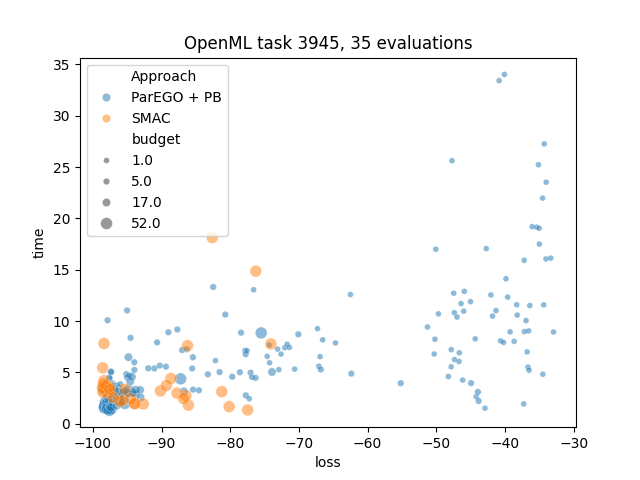 OpenML task 3945, 35 evaluations
35
30
25
20
15
10
5
0
time
Approach
ParEGO + PB
SMAC
budget
1.0
5.0
17.0
52.0
−100 −90 −80 −70 −60 −50 −40 −30
loss